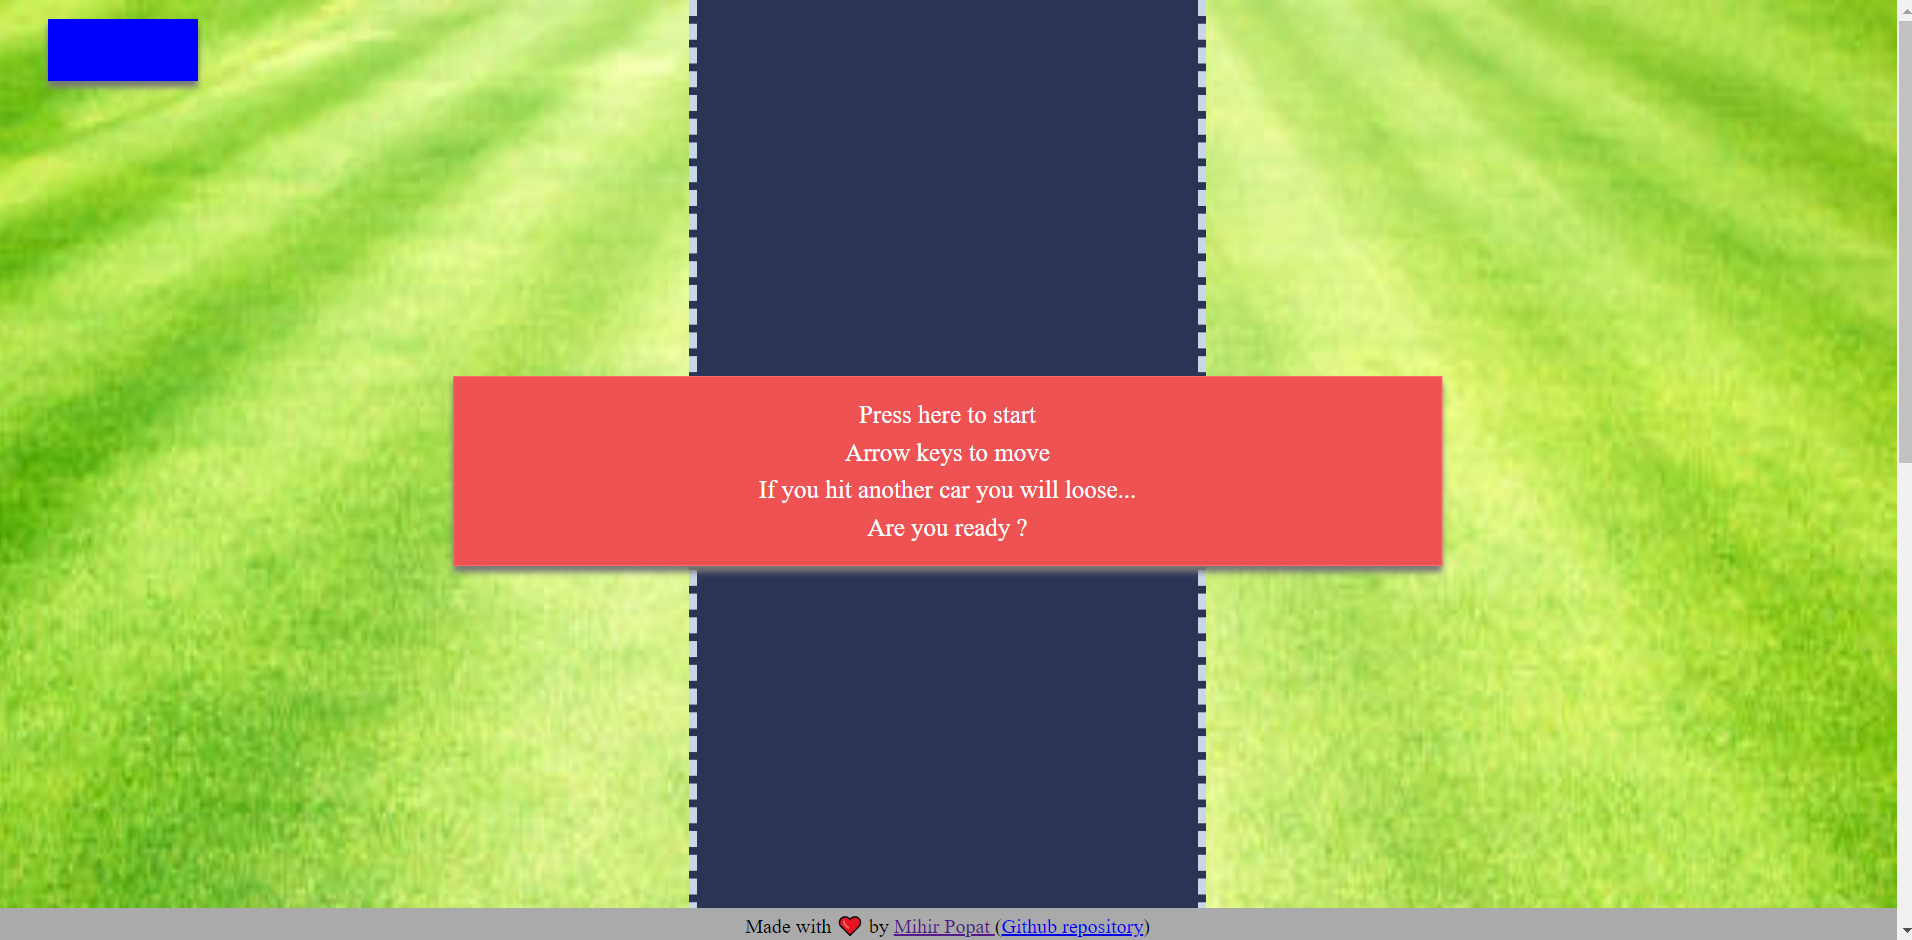 Press here to start
Arrow keys to move
If you hit another car you will loose...
Are you ready ?
Made with ❤️ by Mihir Popat (Github repository)